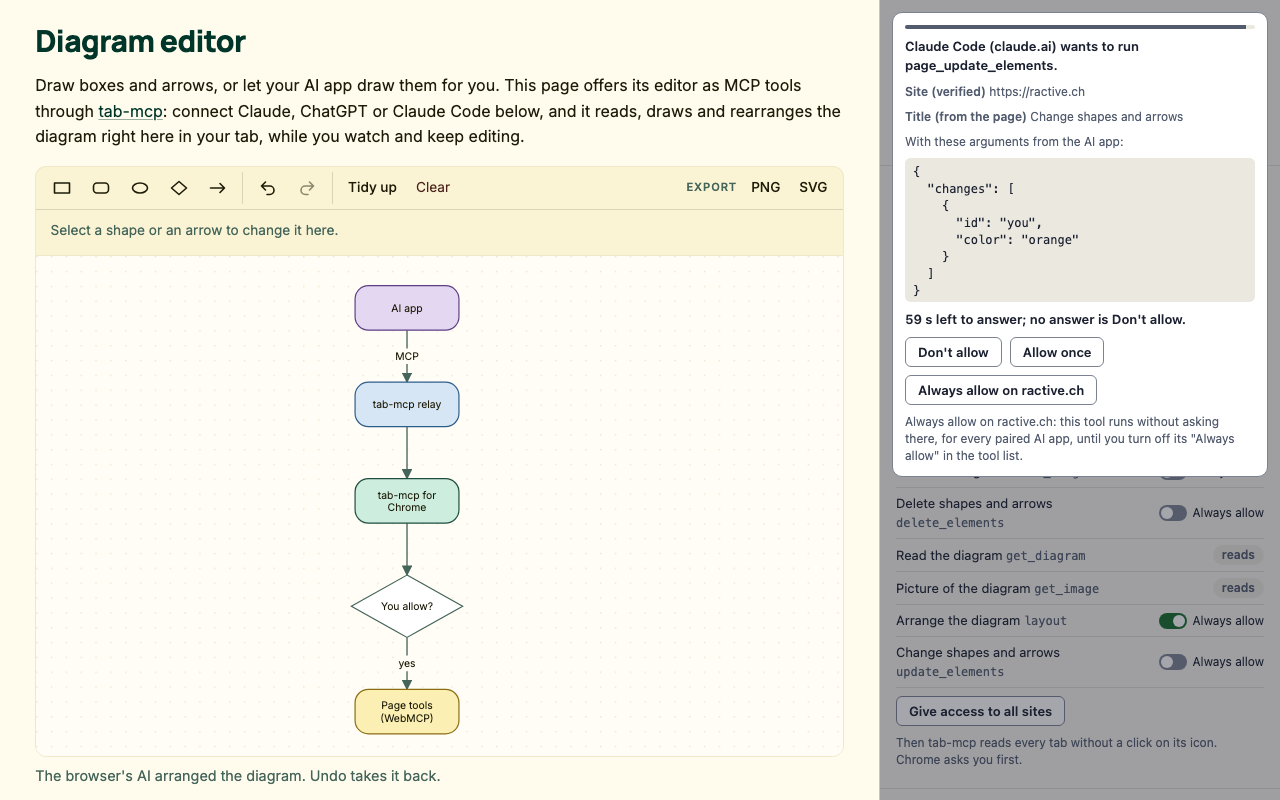 Diagram editor
Draw boxes and arrows, or let your AI app draw them for you. This page offers its editor as MCP tools
through tab-mcp: connect Claude, ChatGPT or Claude Code below, and it reads, draws and rearranges the
diagram right here in your tab, while you watch and keep editing.
Tidy up Clear EXPORT PNG SVG
Select a shape or an arrow to change it here.
AI app
MCP
tab-mcp relay
tab-mcp for
Chrome
You allow?
yes
Page tools
(WebMCP)
The browser's AI arranged the diagram. Undo takes it back.
Claude Code (claude.ai) wants to run
page_update_elements.
Site (verified) https://ractive.ch
Title (from the page) Change shapes and arrows
With these arguments from the AI app:
{
  "changes": [
    {
      "id": "you",
      "color": "orange"
    }
  ]
}
59 s left to answer; no answer is Don't allow.
Don't allow Allow once
Always allow on ractive.ch
Always allow on ractive.ch: this tool runs without asking
there, for every paired AI app, until you turn off its "Always
allow" in the tool list.
Delete shapes and arrows
delete_elements Always allow
Read the diagram get_diagram reads
Picture of the diagram get_image reads
Arrange the diagram layout Always allow
Change shapes and arrows
update_elements Always allow
Give access to all sites
Then tab-mcp reads every tab without a click on its icon.
Chrome asks you first.